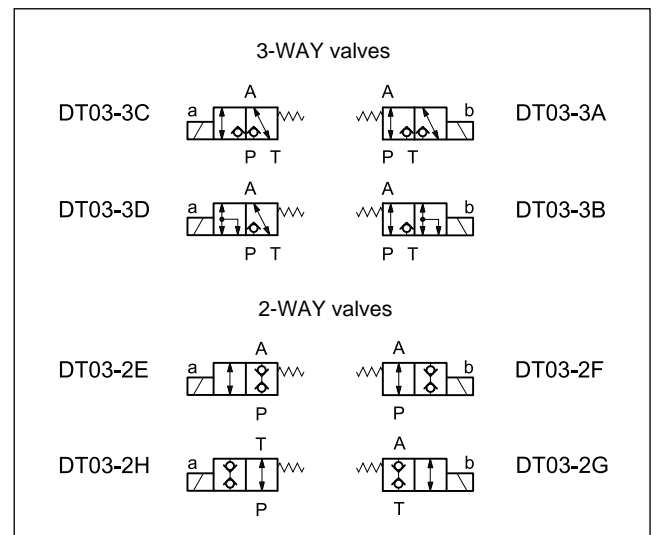 3-WAY valves
A A
DT03-3C a b DT03-3A
P T P T
A A
DT03-3D a b DT03-3B
P T P T
2-WAY valves
A A
DT03-2E a b DT03-2F
P P
T A
DT03-2H a b DT03-2G
P T